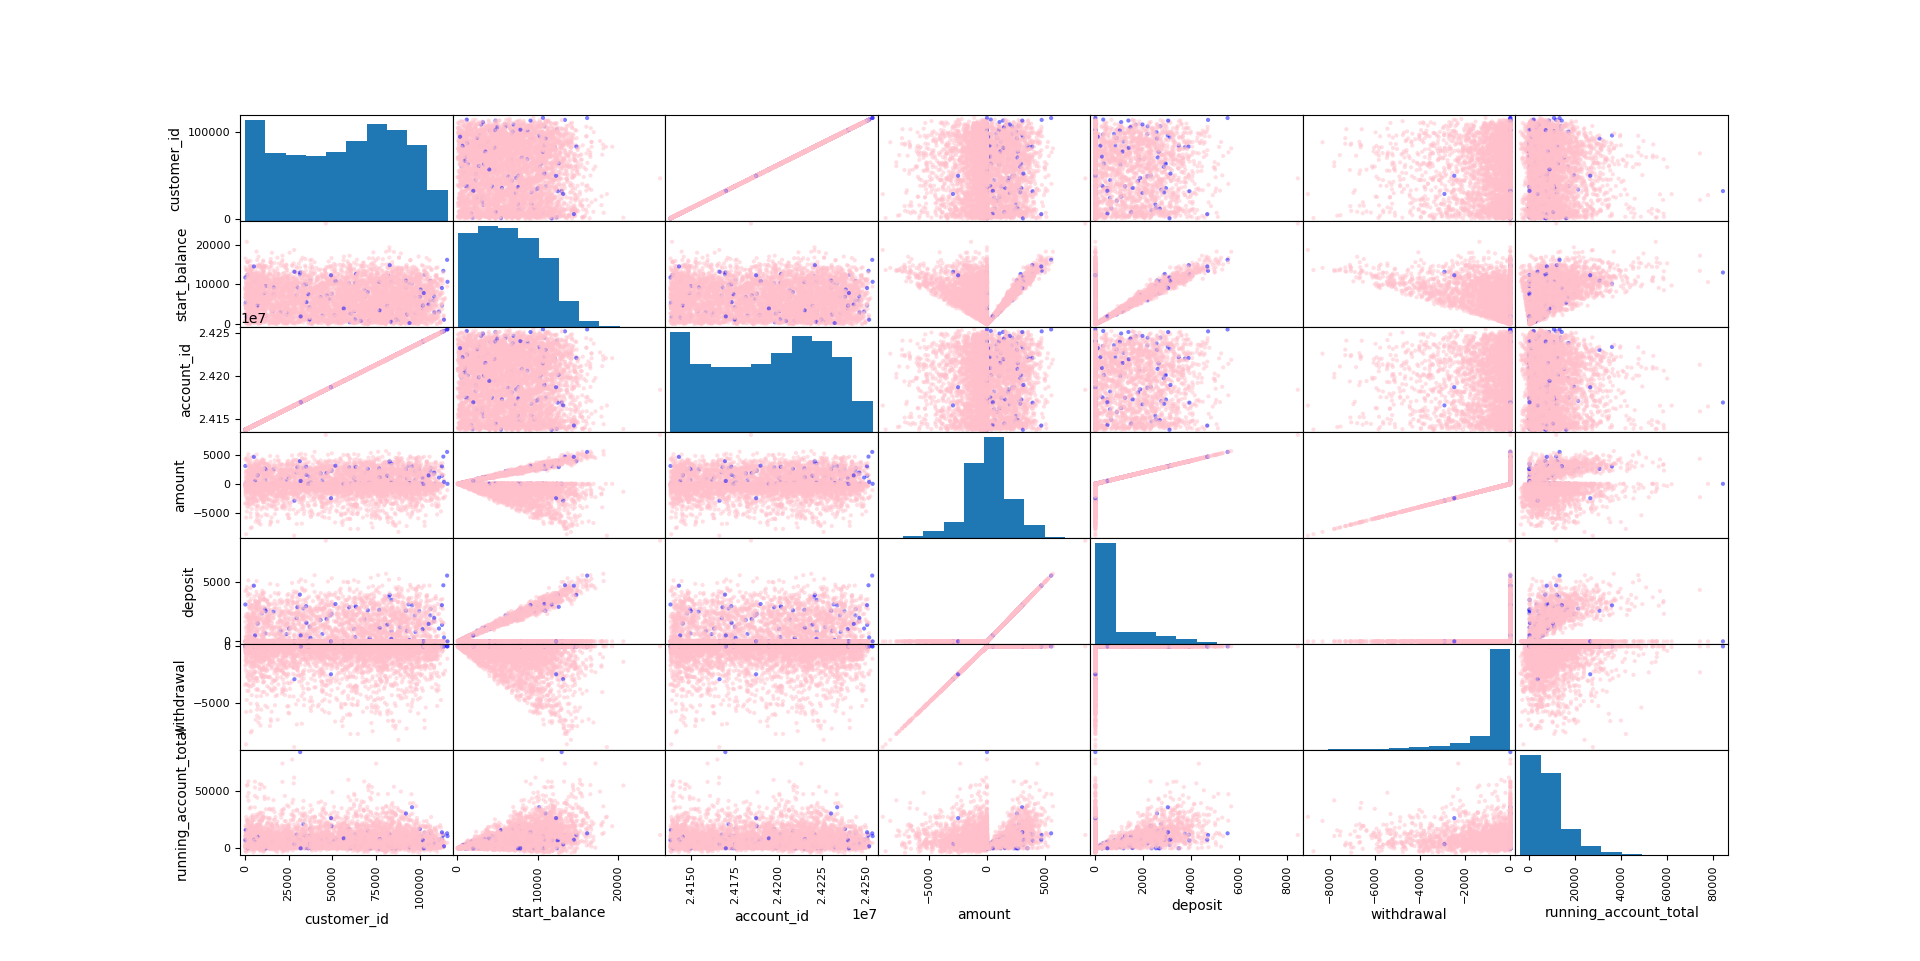 customer_id
100000
0
start_balance
20000
10000
0
1e7
account_id
2.425
2.420
2.415
amount
5000
0
−5000
deposit
5000
0
withdrawal
0
−5000
running_account_total
50000
0
0 25000 50000 75000 100000
0 10000 20000
2.4150 2.4175 2.4200 2.4225 2.4250
−5000 0 5000
0 2000 4000 6000 8000
−8000 −6000 −4000 −2000 0
0 20000 40000 60000 80000
1e7
customer_id start_balance account_id amount deposit withdrawal running_account_total